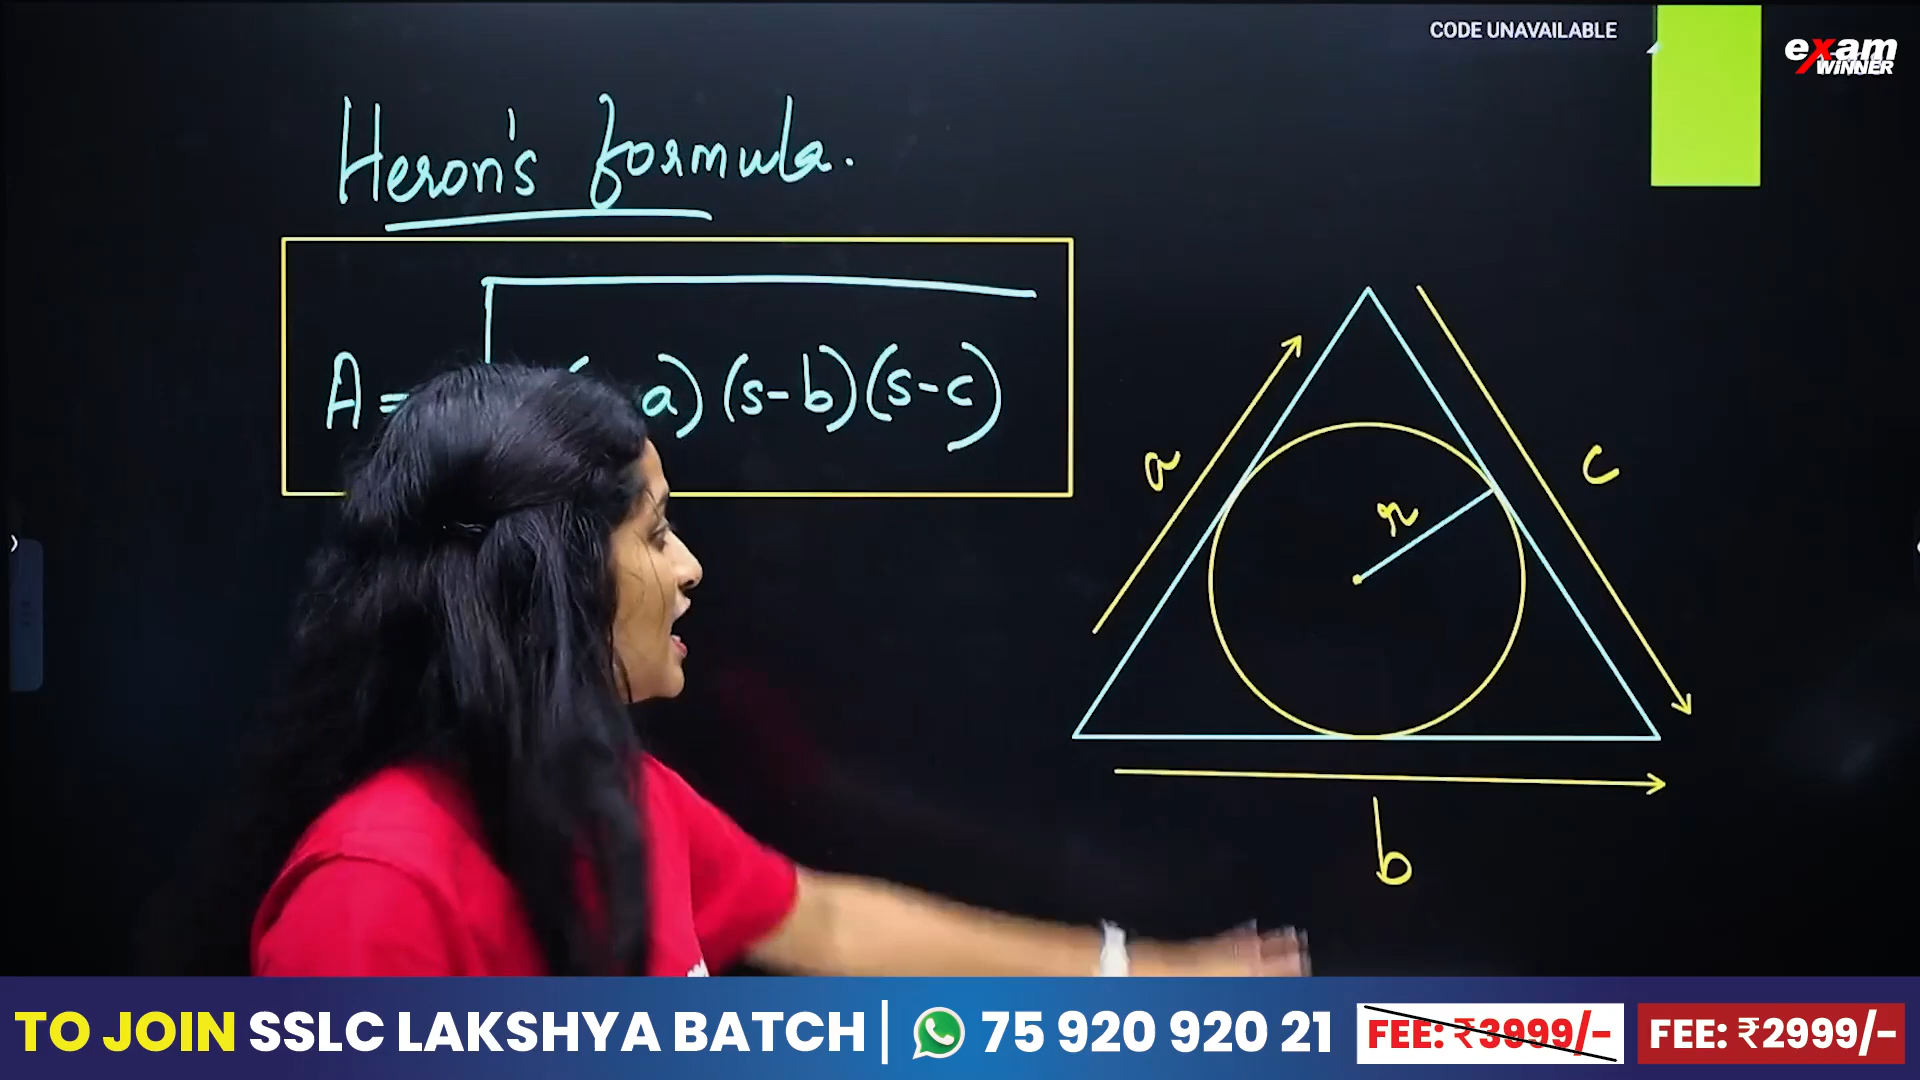 CODE UNAVAILABLE
exam
WINNER
Heron's formula.
A= a) (s-b)(s-c)
a
c
r
b
TO JOIN SSLC LAKSHYA BATCH | 75 920 920 21 FEE: ₹3999/- FEE: ₹2999/-